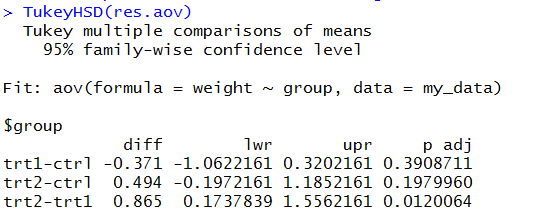 > TukeyHSD(res.aov)
Tukey multiple comparisons of means
95% family-wise confidence level
Fit: aov(formula = weight ~ group, data = my_data)
$group
diff lwr upr p adj
trt1-ctrl -0.371 -1.0622161 0.3202161 0.3908711
trt2-ctrl 0.494 -0.1972161 1.1852161 0.1979960
trt2-trt1 0.865 0.1737839 1.5562161 0.0120064